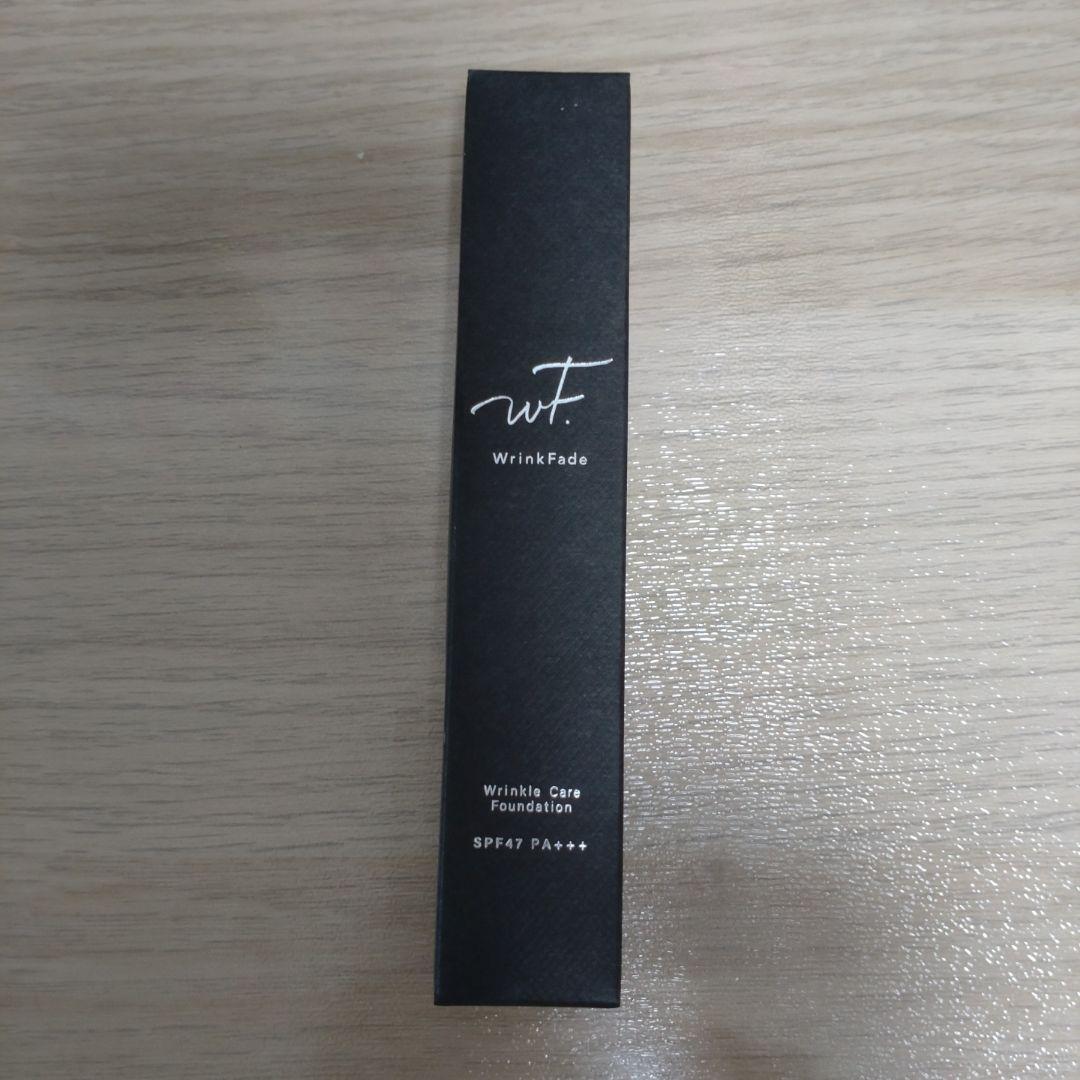 wF.
WrinkFade
Wrinkle Care
Foundation
SPF47 PA+++